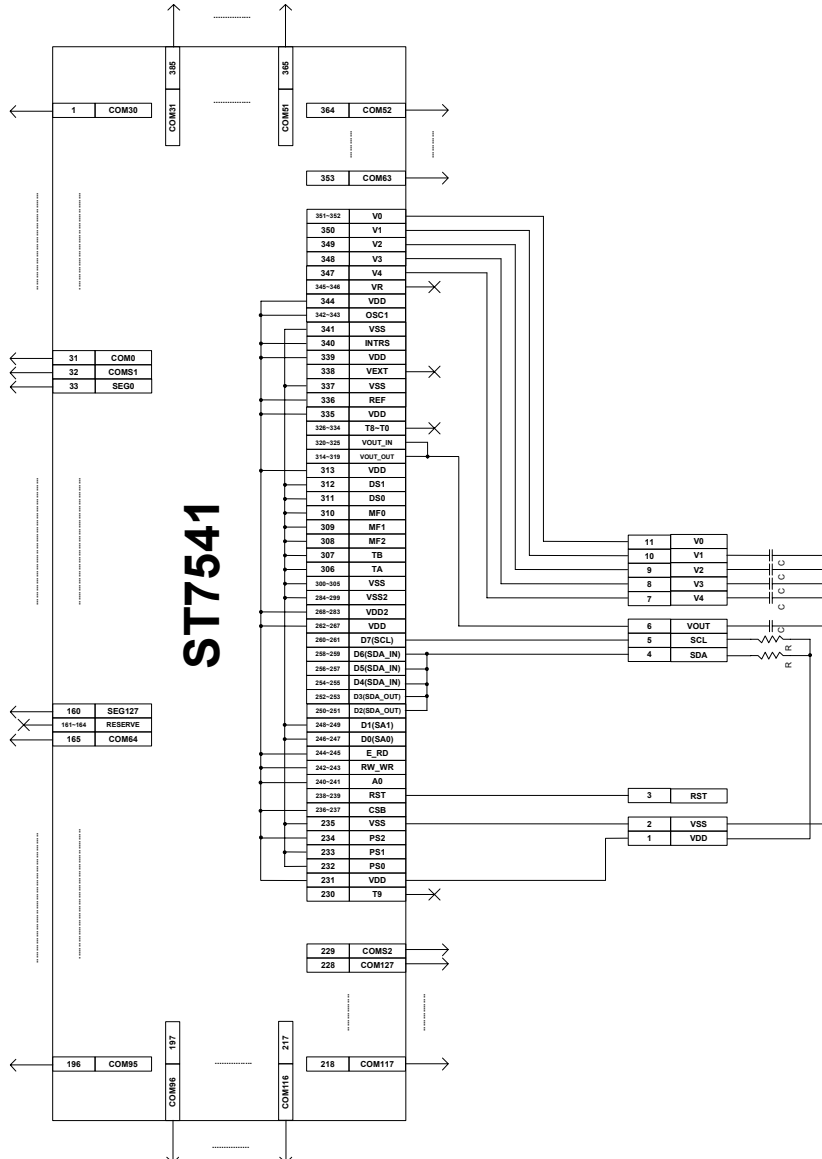 385
COM31
365
COM51
1 COM30
364 COM52
353 COM63
351~352 V0
350 V1
349 V2
348 V3
347 V4
345~346 VR
344 VDD
342~343 OSC1
341 VSS
340 INTRS
339 VDD
338 VEXT
337 VSS
336 REF
335 VDD
326~334 T8~T0
320~325 VOUT_IN
314~319 VOUT_OUT
313 VDD
312 DS1
311 DS0
310 MF0
309 MF1
308 MF2
307 TB
306 TA
300~305 VSS
284~299 VSS2
268~283 VDD2
262~267 VDD
260~261 D7(SCL)
258~259 D6(SDA_IN)
256~257 D5(SDA_IN)
254~255 D4(SDA_IN)
252~253 D3(SDA_OUT)
250~251 D2(SDA_OUT)
248~249 D1(SA1)
246~247 D0(SA0)
244~245 E_RD
242~243 RW_WR
240~241 A0
238~239 RST
236~237 CSB
235 VSS
234 PS2
233 PS1
232 PS0
231 VDD
230 T9
229 COMS2
228 COM127
218 COM117
31 COM0
32 COMS1
33 SEG0
ST7541
160 SEG127
161~164 RESERVE
165 COM64
196 COM95
197
COM96
217
COM116
11 V0
10 V1
C
9 V2
C
8 V3
C
7 V4
C
6 VOUT
C
5 SCL
R
4 SDA
R
3 RST
2 VSS
1 VDD